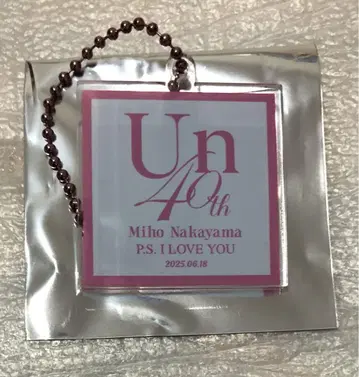 Un
40th
Miho Nakayama
P.S. I LOVE YOU
2025.06.18